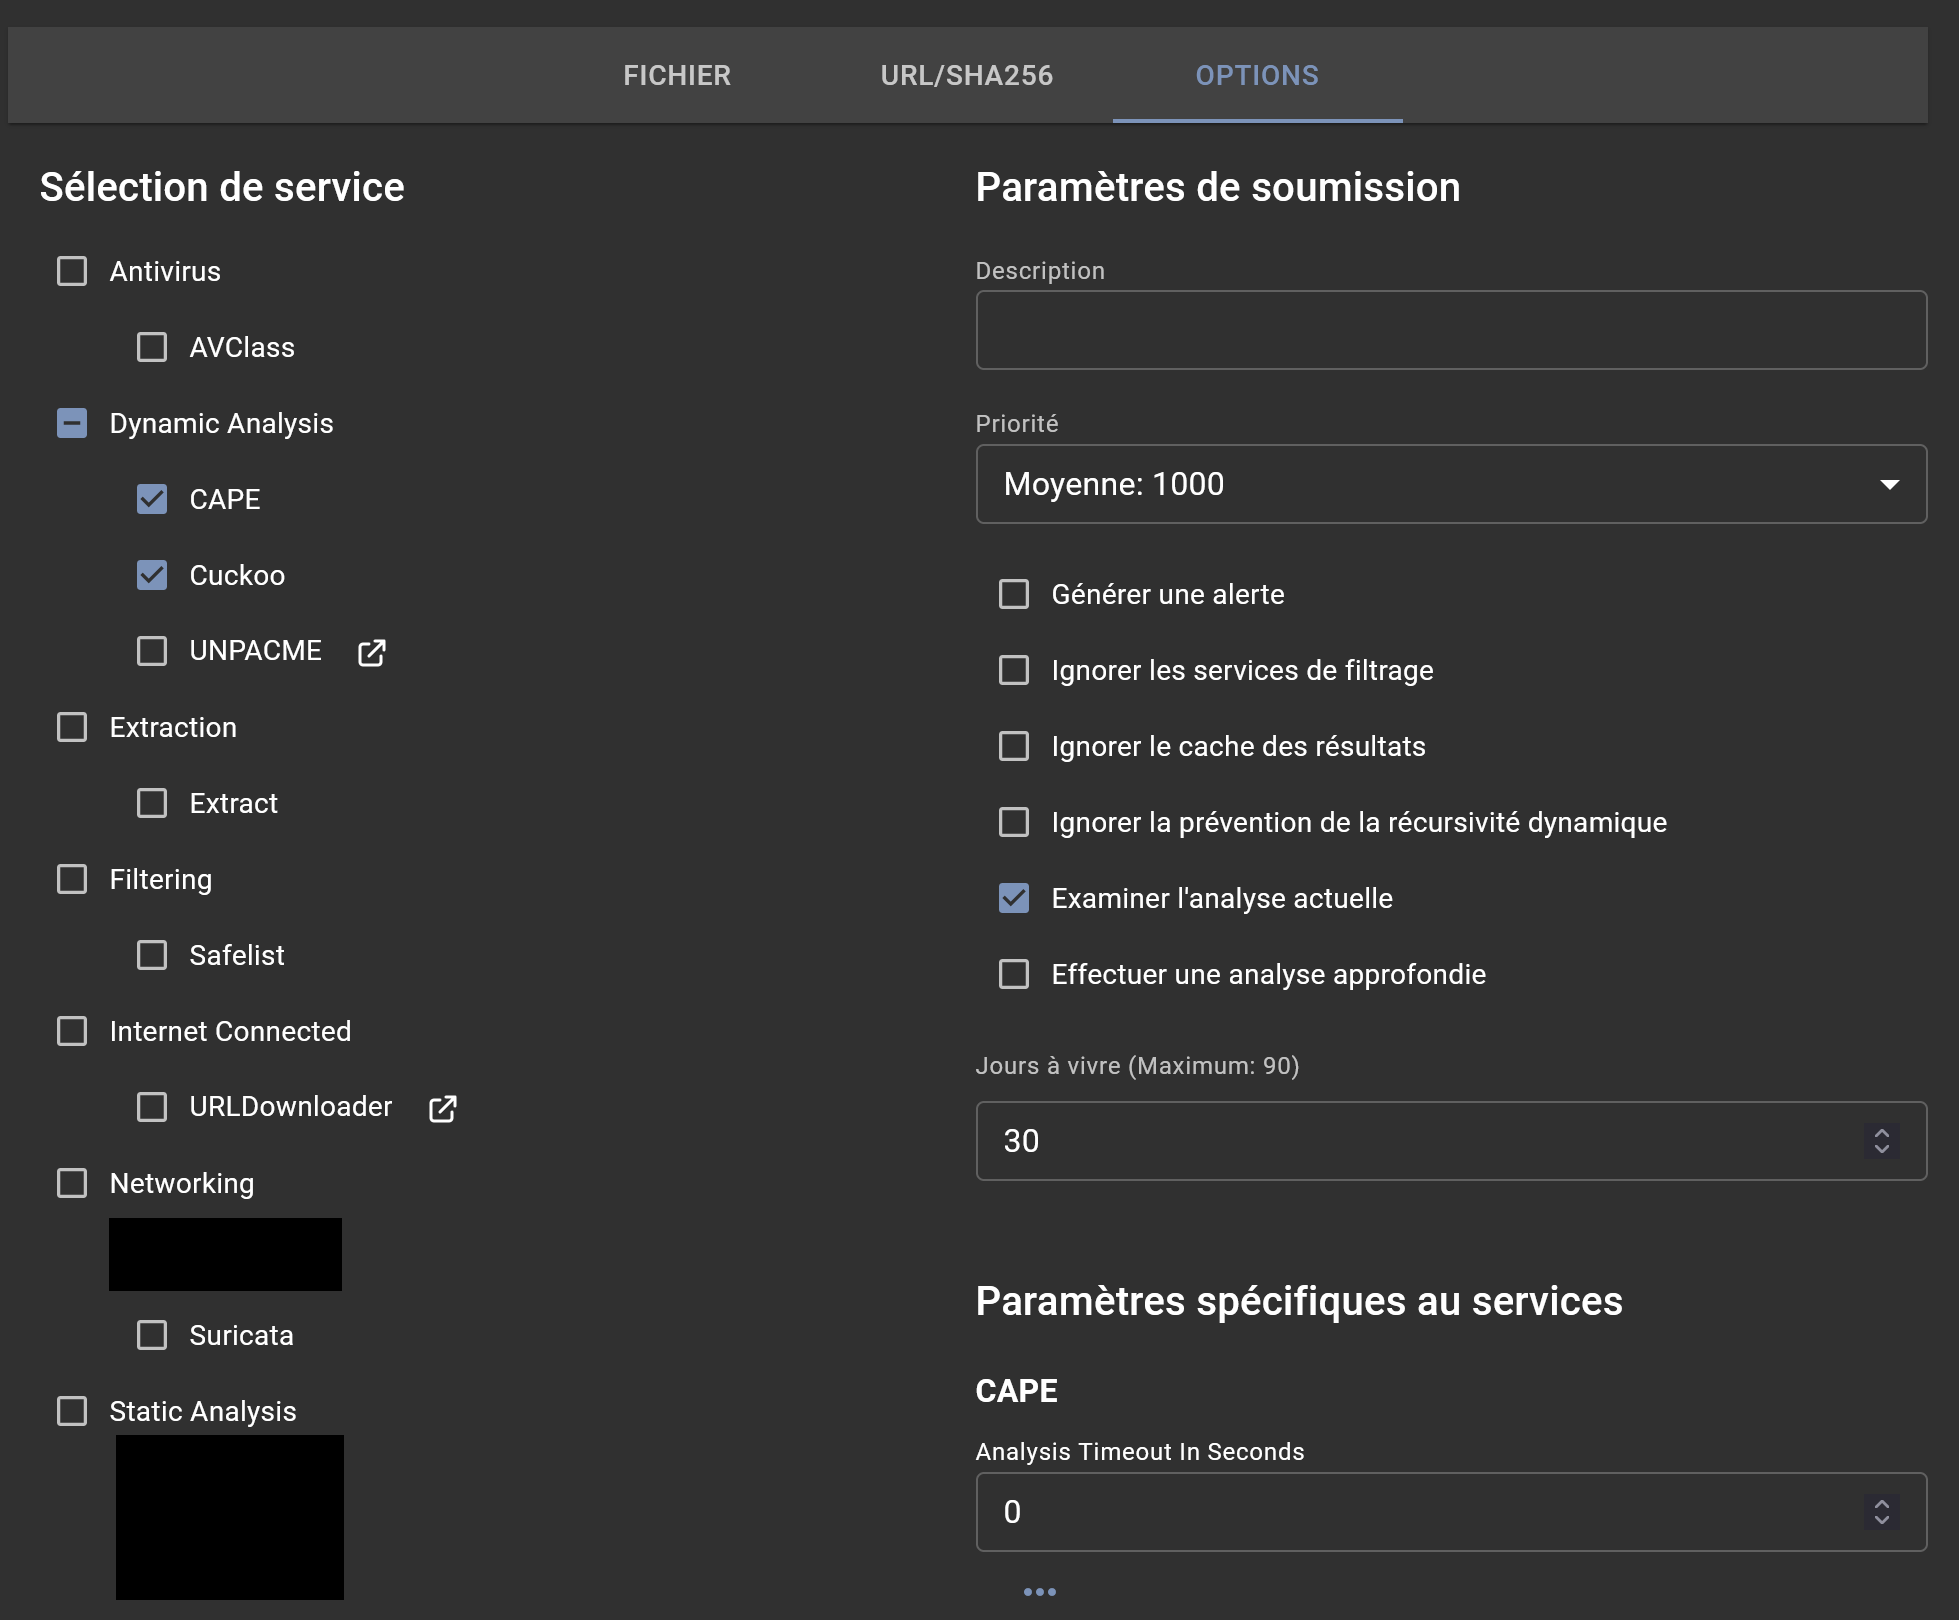 FICHIER
URL/SHA256
OPTIONS
Sélection de service
Antivirus
AVClass
Dynamic Analysis
CAPE
Cuckoo
UNPACME
Extraction
Extract
Filtering
Safelist
Internet Connected
URLDownloader
Networking
Suricata
Static Analysis
Paramètres de soumission
Description
Priorité
Moyenne: 1000
Générer une alerte
Ignorer les services de filtrage
Ignorer le cache des résultats
Ignorer la prévention de la récursivité dynamique
Examiner l'analyse actuelle
Effectuer une analyse approfondie
Jours à vivre (Maximum: 90)
30
Paramètres spécifiques au services
CAPE
Analysis Timeout In Seconds
0